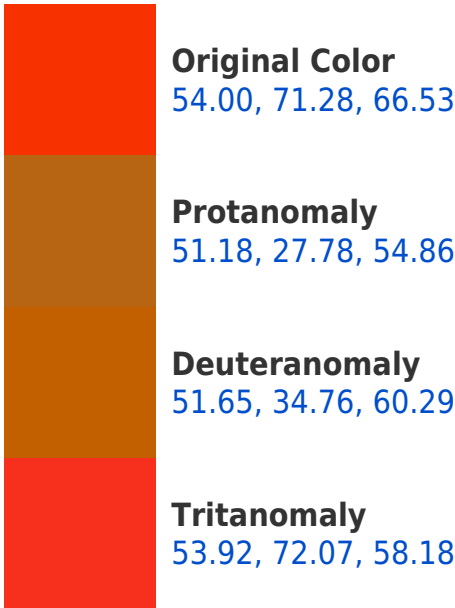 Original Color
54.00, 71.28, 66.53
Protanomaly
51.18, 27.78, 54.86
Deuteranomaly
51.65, 34.76, 60.29
Tritanomaly
53.92, 72.07, 58.18